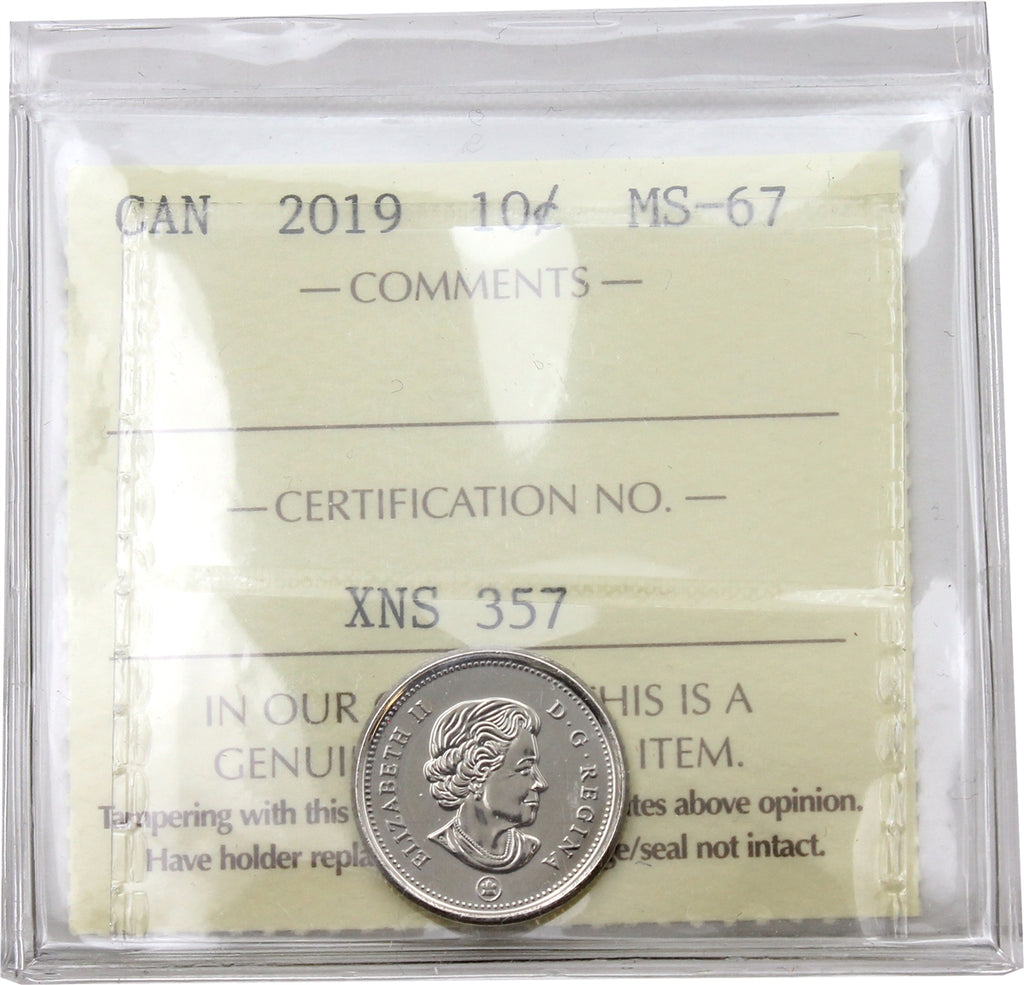 CAN 2019 10¢ MS-67
—COMMENTS—
—CERTIFICATION NO.—
XNS 357
IN OUR HIS IS A
GENUI ITEM.
Tampering with this tes above opinion.
Have holder repla ge/seal not intact.
ELIZABETH II D·G·REGINA